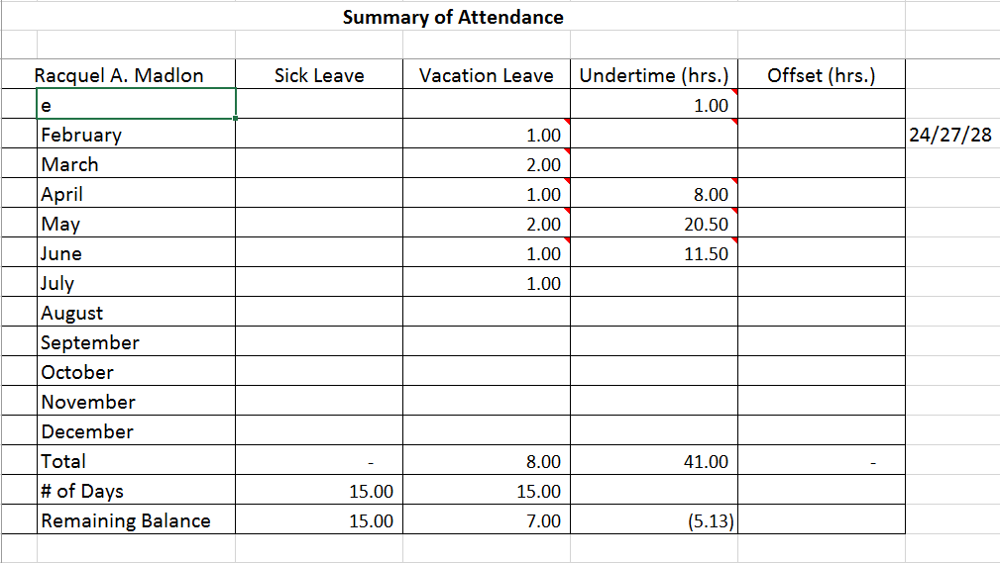 Summary of Attendance
Racquel A. Madlon Sick Leave Vacation Leave Undertime (hrs.) Offset (hrs.)
e 1.00
February 1.00 24/27/28
March 2.00
April 1.00 8.00
May 2.00 20.50
June 1.00 11.50
July 1.00
August
September
October
November
December
Total - 8.00 41.00 -
# of Days 15.00 15.00
Remaining Balance 15.00 7.00 (5.13)